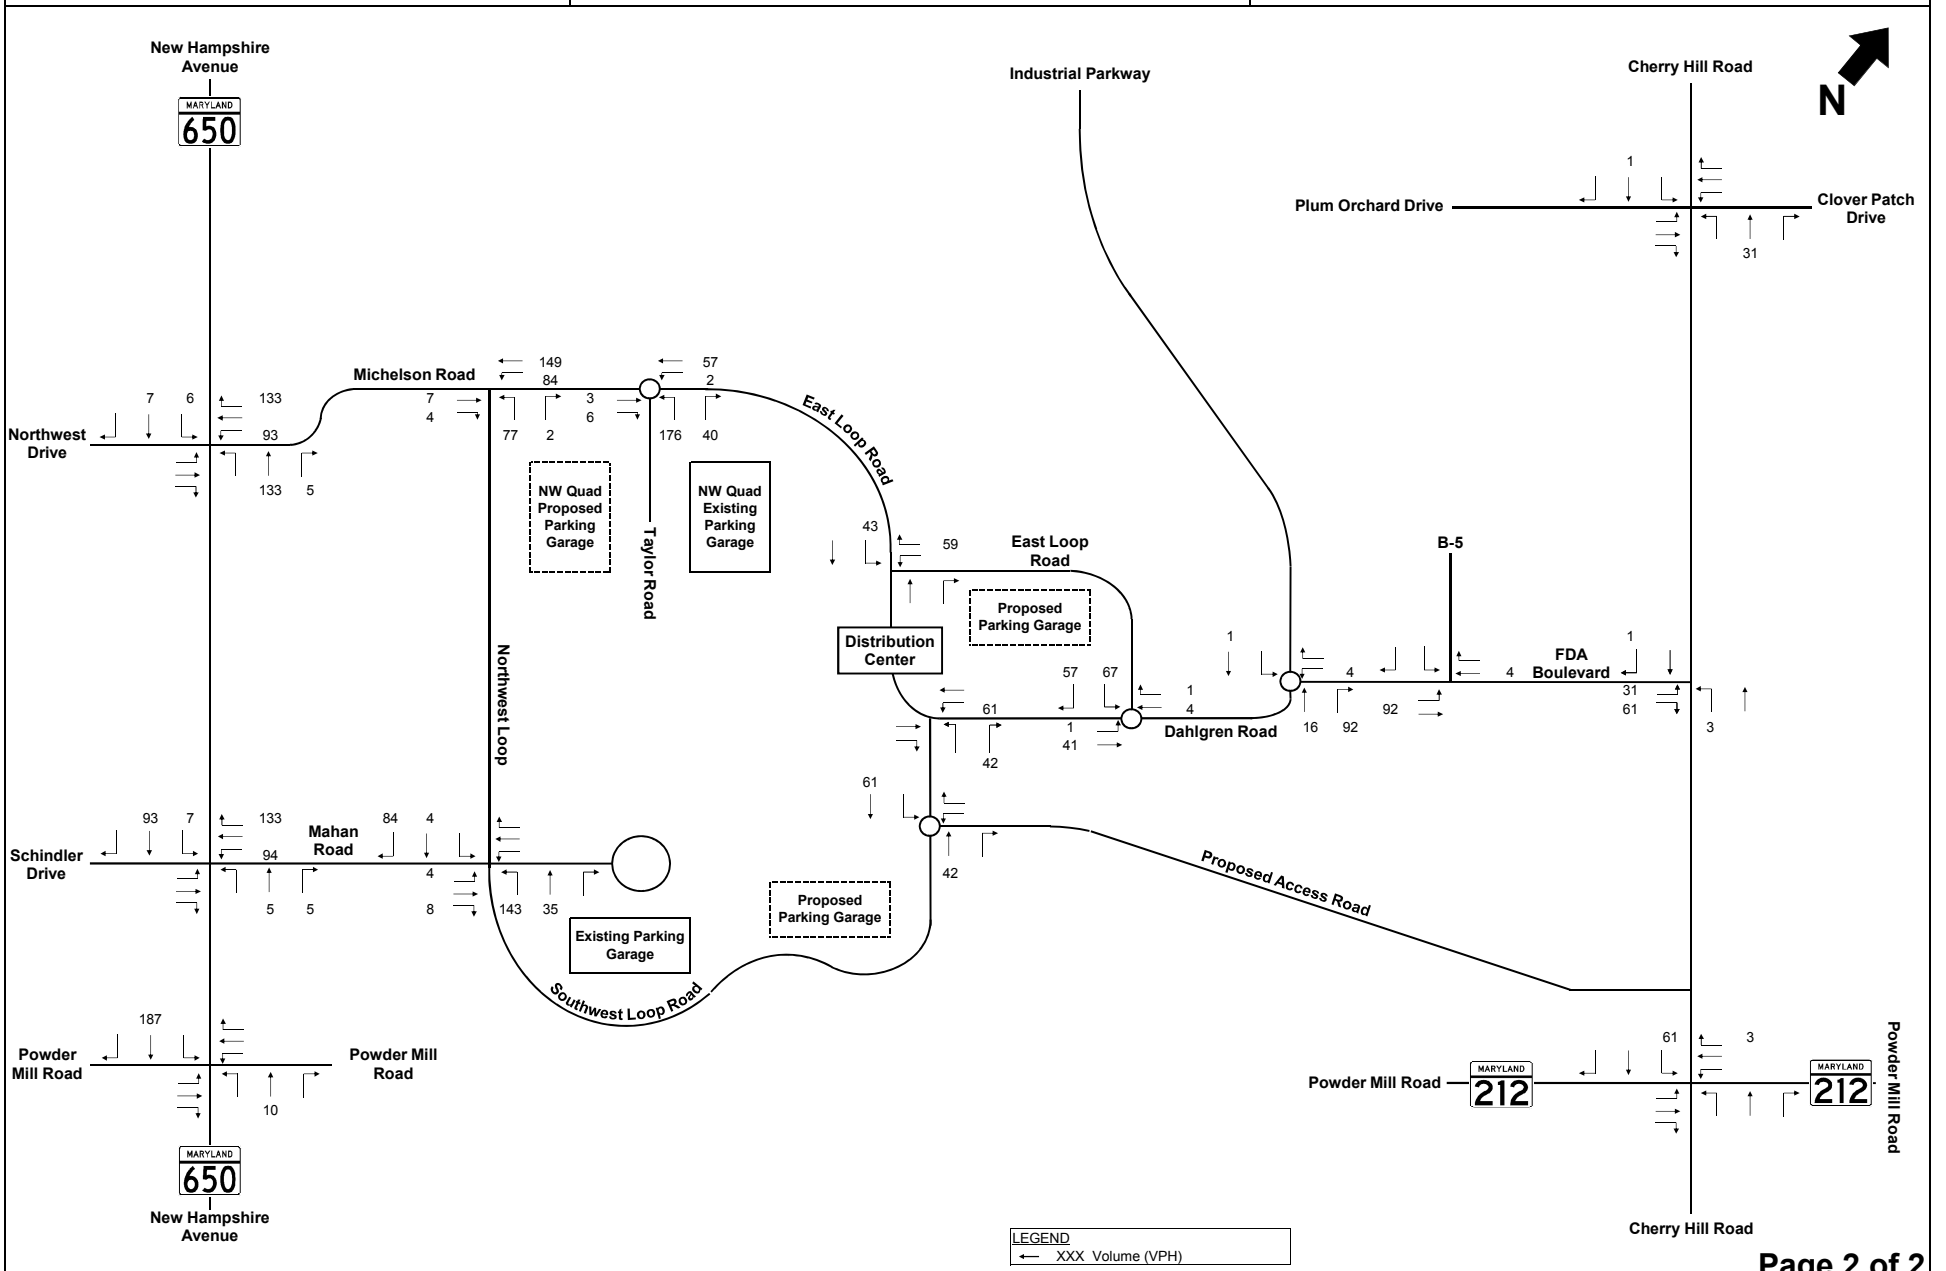 New Hampshire
Avenue
MARYLAND
650
Industrial Parkway
Cherry Hill Road
N
1
Plum Orchard Drive
Clover Patch
Drive
31
Michelson Road
149
84
57
2
7
4
3
6
77
2
176
40
7
6
133
Northwest
Drive
93
133
5
East Loop Road
NW Quad
Proposed
Parking
Garage
NW Quad
Existing
Parking
Garage
Taylor Road
43
59
East Loop
Road
Proposed
Parking Garage
B-5
Distribution
Center
Northwest Loop
57
67
1
4
61
1
41
42
Dahlgren Road
1
4
16
92
92
4
FDA
Boulevard
1
31
61
3
61
42
Proposed Access Road
93
7
133
Mahan
Road
84
4
Schindler
Drive
94
4
5
5
8
143
35
Existing Parking
Garage
Proposed
Parking Garage
Southwest Loop Road
187
Powder
Mill Road
Powder Mill
Road
10
MARYLAND
650
New Hampshire
Avenue
61
3
Powder Mill Road
MARYLAND
212
MARYLAND
212
Powder Mill Road
Cherry Hill Road
LEGEND
XXX Volume (VPH)
Page 2 of 2